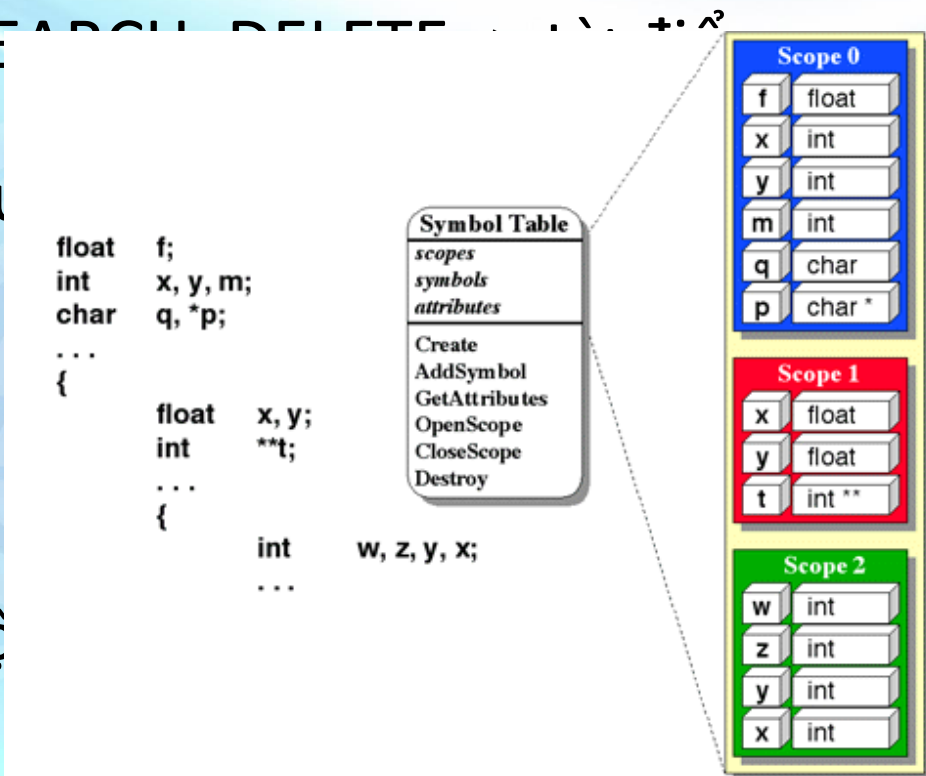 float f;
int x, y, m;
char q, *p;
. . .
{
float x, y;
int **t;
. . .
{
int w, z, y, x;
. . .
Symbol Table
scopes
symbols
attributes
Create
AddSymbol
GetAttributes
OpenScope
CloseScope
Destroy
Scope 0
f float
x int
y int
m int
q char
p char *
Scope 1
x float
y float
t int **
Scope 2
w int
z int
y int
x int